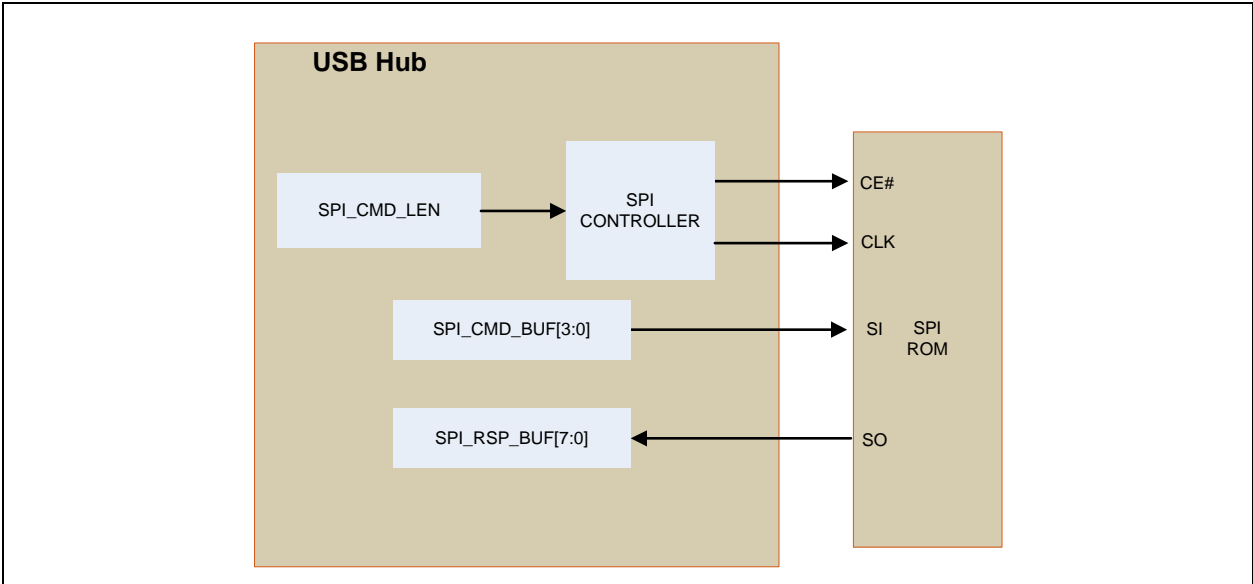 USB Hub
SPI_CMD_LEN
SPI
CONTROLLER
CE#
CLK
SPI_CMD_BUF[3:0]
SI
SPI
ROM
SPI_RSP_BUF[7:0]
SO